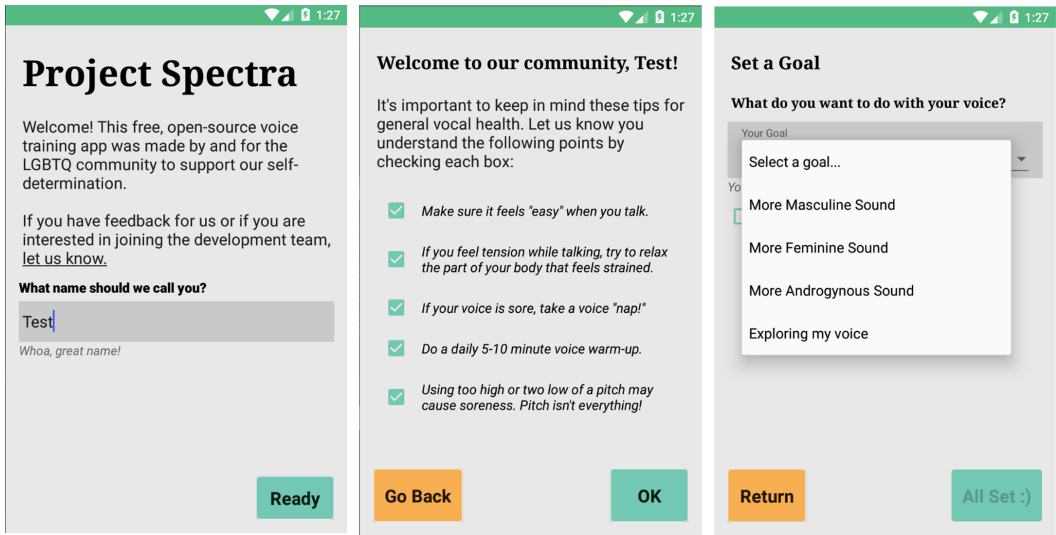 1:27
Project Spectra
Welcome! This free, open-source voice
training app was made by and for the
LGBTQ community to support our self-
determination.
If you have feedback for us or if you are
interested in joining the development team,
let us know.
What name should we call you?
Test
Whoa, great name!
Ready
1:27
Welcome to our community, Test!
It's important to keep in mind these tips for
general vocal health. Let us know you
understand the following points by
checking each box:
Make sure it feels "easy" when you talk.
If you feel tension while talking, try to relax
the part of your body that feels strained.
If your voice is sore, take a voice "nap!"
Do a daily 5-10 minute voice warm-up.
Using too high or two low of a pitch may
cause soreness. Pitch isn't everything!
Go Back
OK
1:27
Set a Goal
What do you want to do with your voice?
Your Goal
Select a goal...
More Masculine Sound
More Feminine Sound
More Androgynous Sound
Exploring my voice
Return
All Set :)